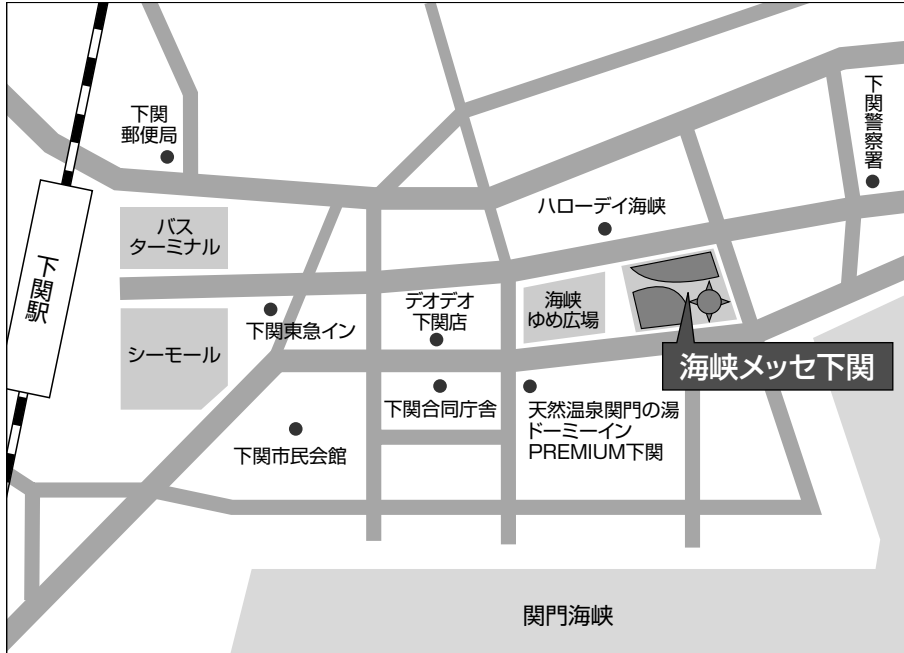 下関
郵便局
下関警察署
ハローデイ海峡
バス
ターミナル
下関駅
デオデオ
下関店
海峡
ゆめ広場
下関東急イン
シーモール
海峡メッセ下関
下関合同庁舎
天然温泉関門の湯
ドーミーイン
PREMIUM下関
下関市民会館
関門海峡